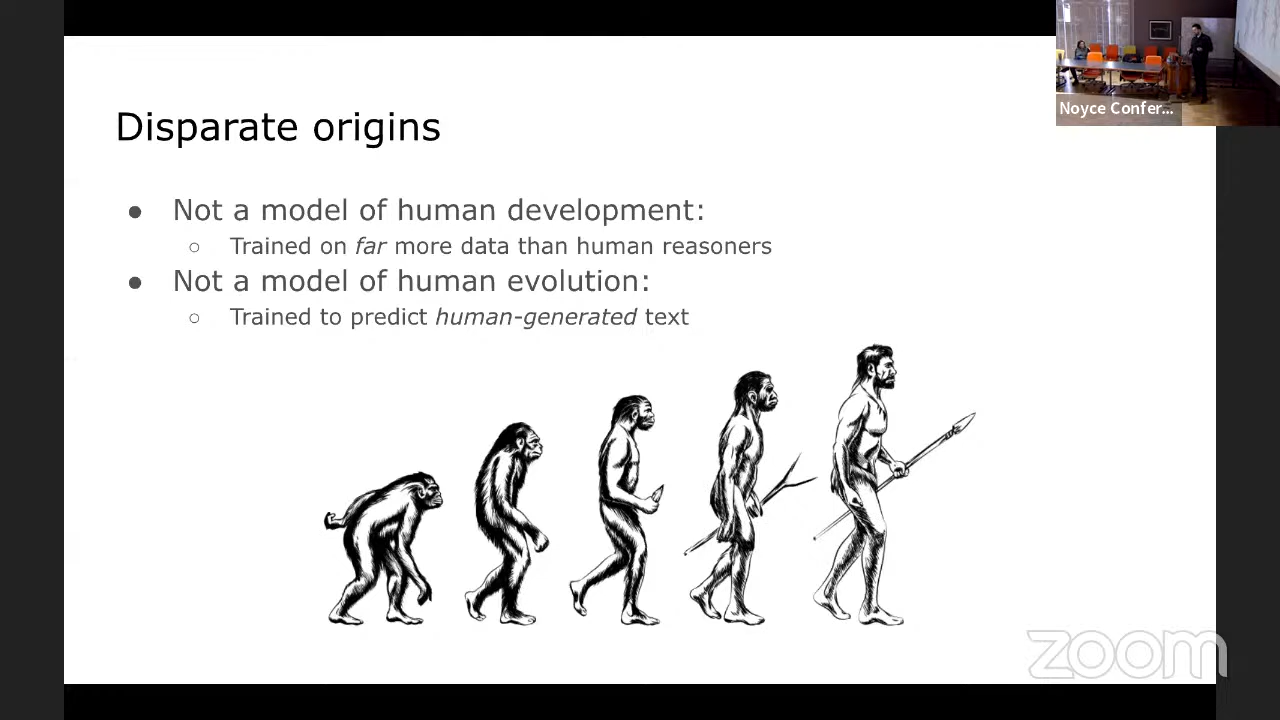 Disparate origins
● Not a model of human development:
○ Trained on far more data than human reasoners
● Not a model of human evolution:
○ Trained to predict human-generated text
Noyce Confer...
zoom